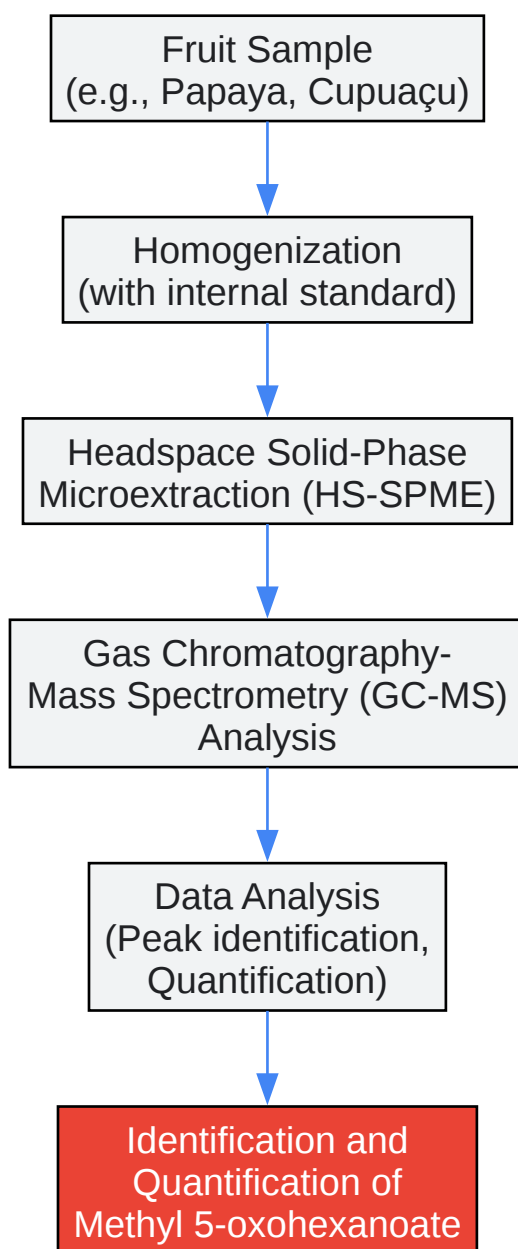 Fruit Sample
(e.g., Papaya, Cupuaçu)
Homogenization
(with internal standard)
Headspace Solid-Phase
Microextraction (HS-SPME)
Gas Chromatography-
Mass Spectrometry (GC-MS)
Analysis
Data Analysis
(Peak identification,
Quantification)
Identification and
Quantification of
Methyl 5-oxohexanoate